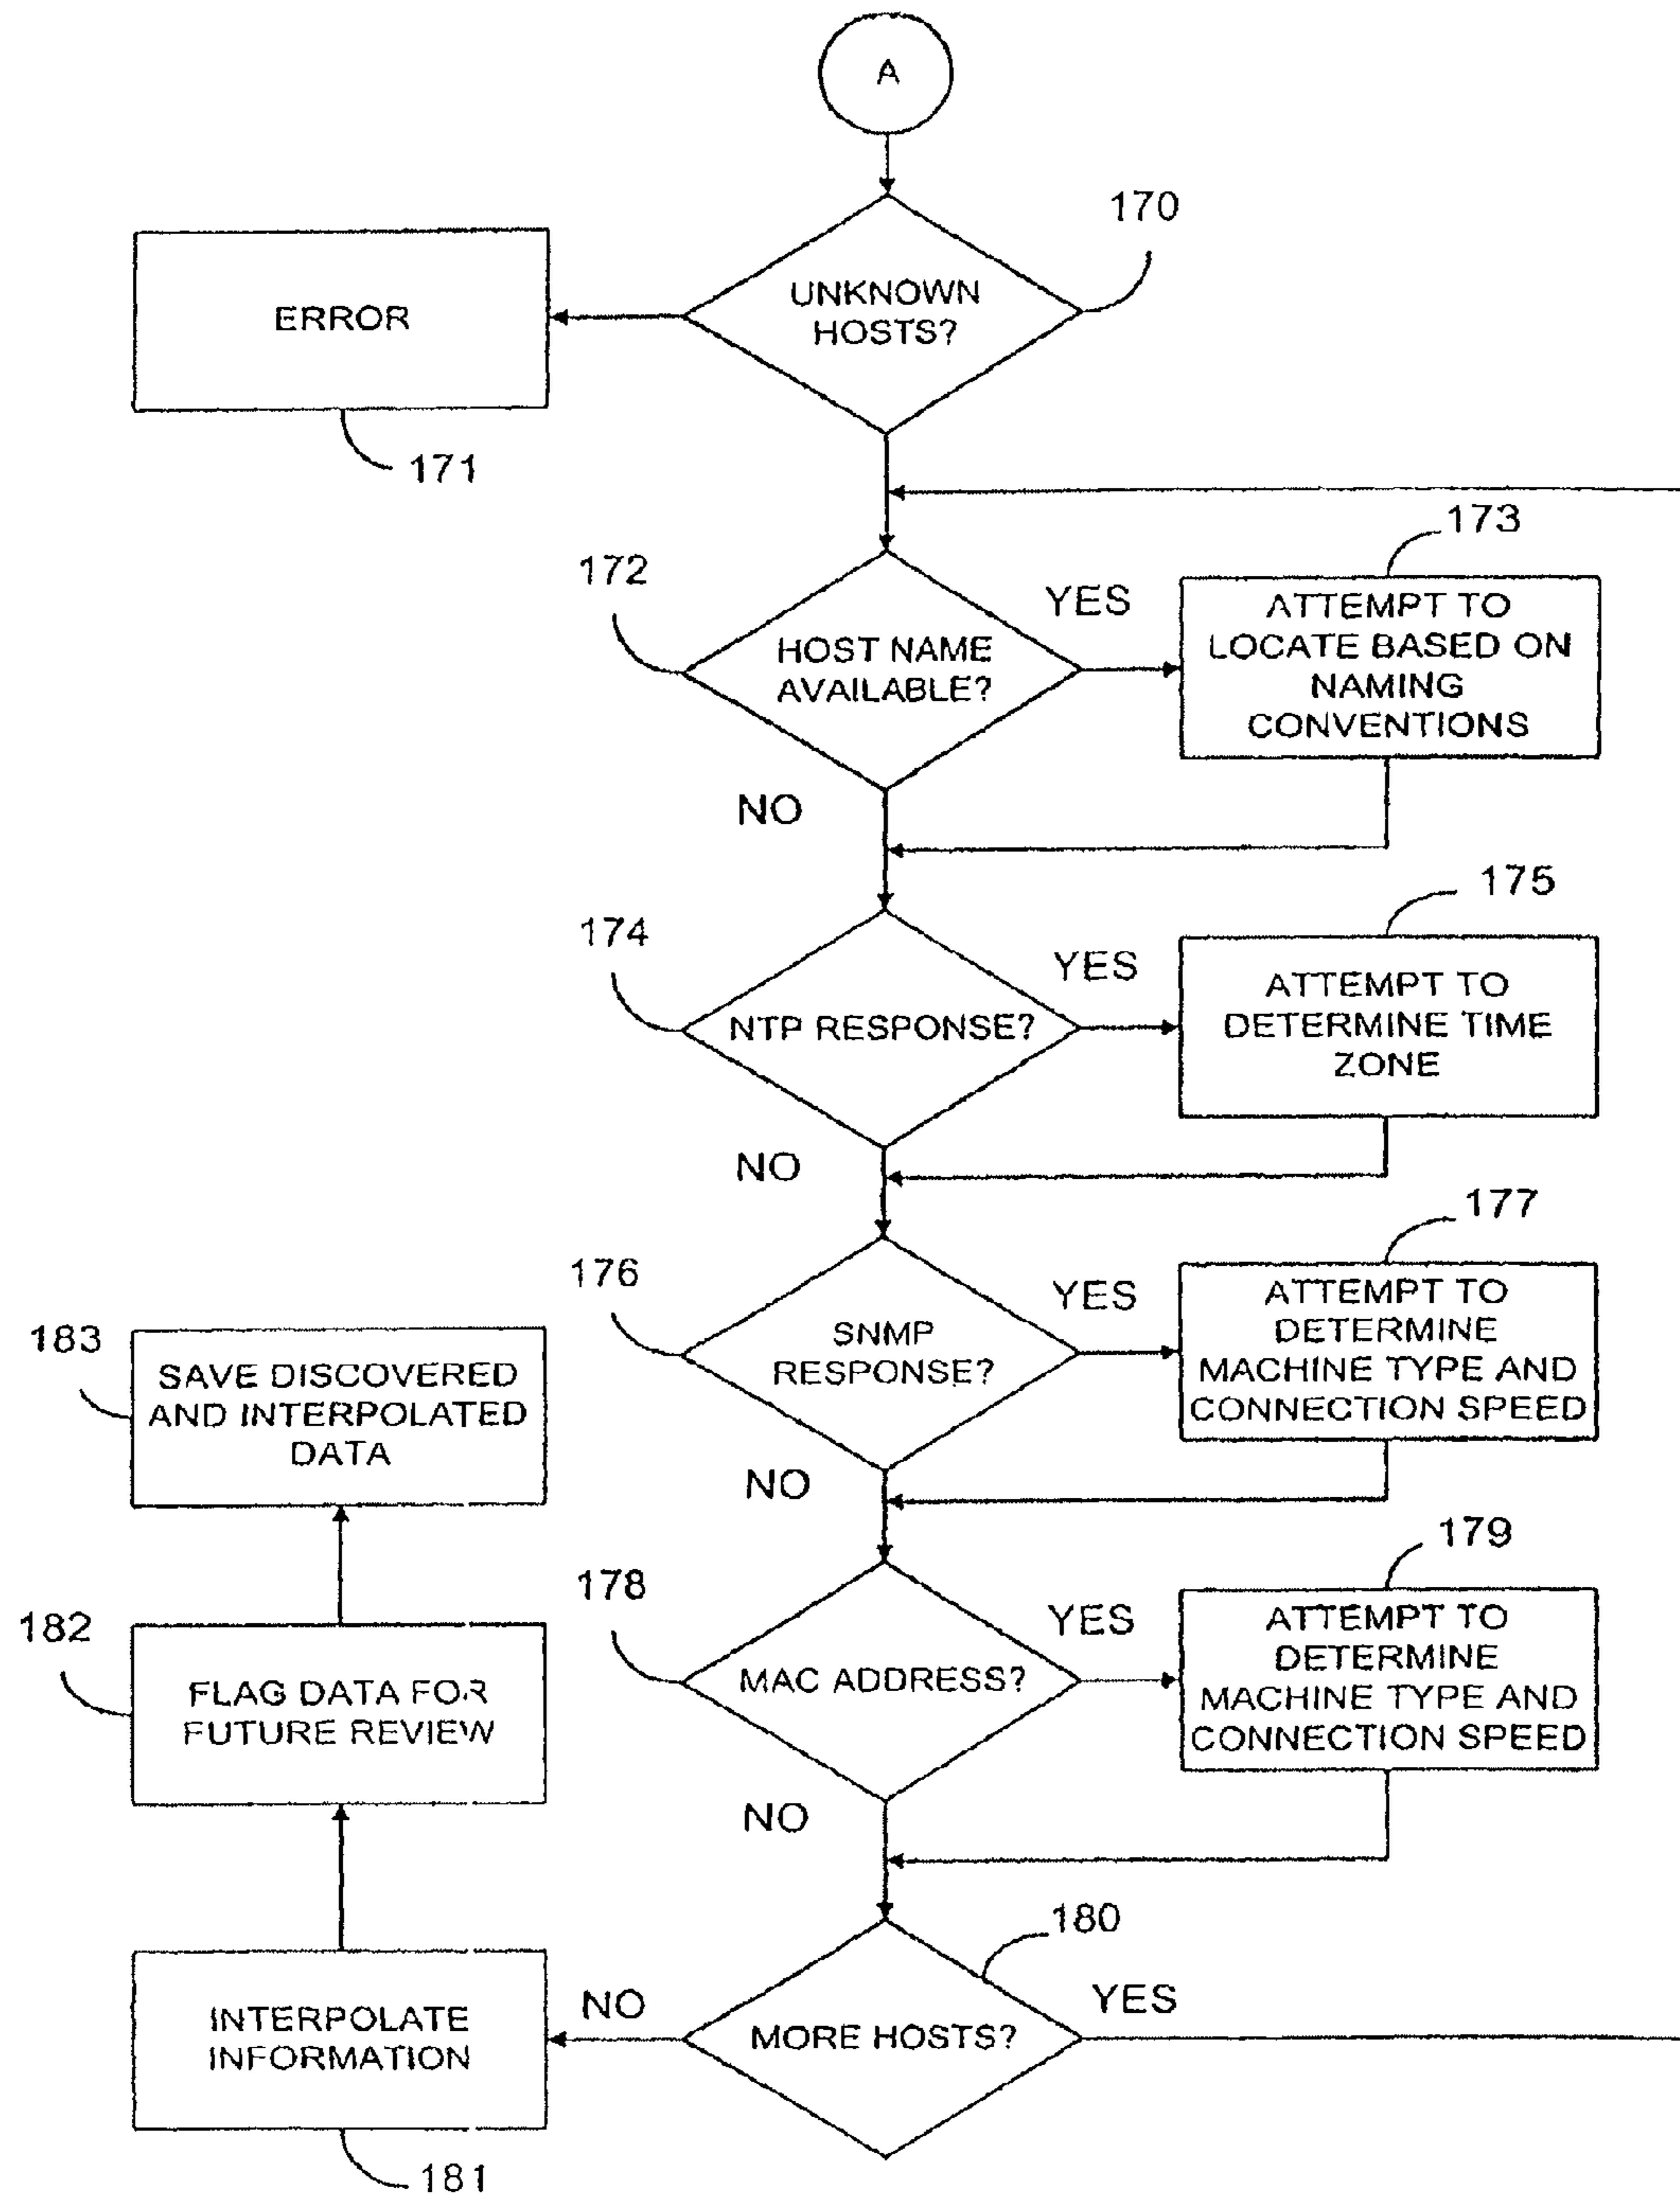 A
170
UNKNOWN
HOSTS?
ERROR
171
172
HOST NAME
AVAILABLE?
YES
173
ATTEMPT TO
LOCATE BASED ON
NAMING
CONVENTIONS
NO
174
NTP RESPONSE?
YES
175
ATTEMPT TO
DETERMINE TIME
ZONE
NO
176
SNMP
RESPONSE?
YES
177
ATTEMPT TO
DETERMINE
MACHINE TYPE AND
CONNECTION SPEED
NO
178
MAC ADDRESS?
YES
179
ATTEMPT TO
DETERMINE
MACHINE TYPE AND
CONNECTION SPEED
NO
180
MORE HOSTS?
YES
NO
INTERPOLATE
INFORMATION
181
182
FLAG DATA FOR
FUTURE REVIEW
183
SAVE DISCOVERED
AND INTERPOLATED
DATA